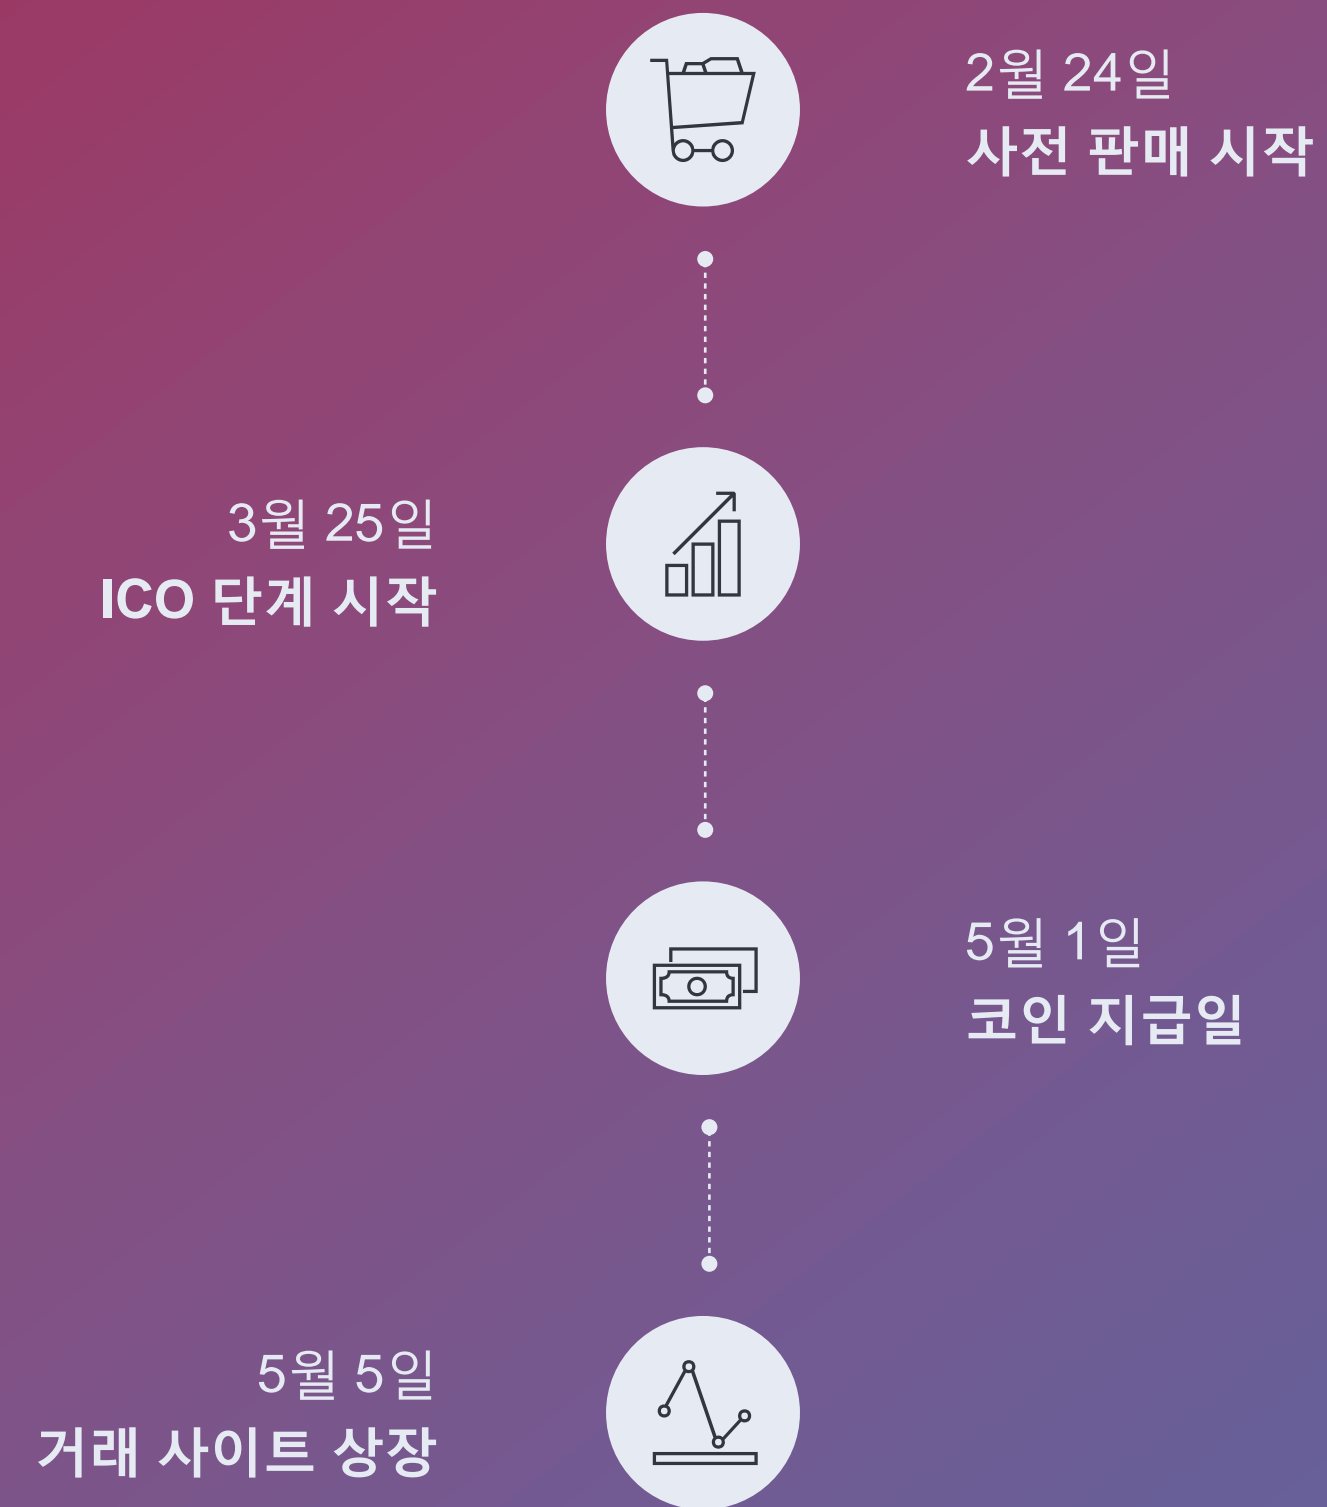 2월 24일
사전 판매 시작
3월 25일
ICO 단계 시작
5월 1일
코인 지급일
5월 5일
거래 사이트 상장